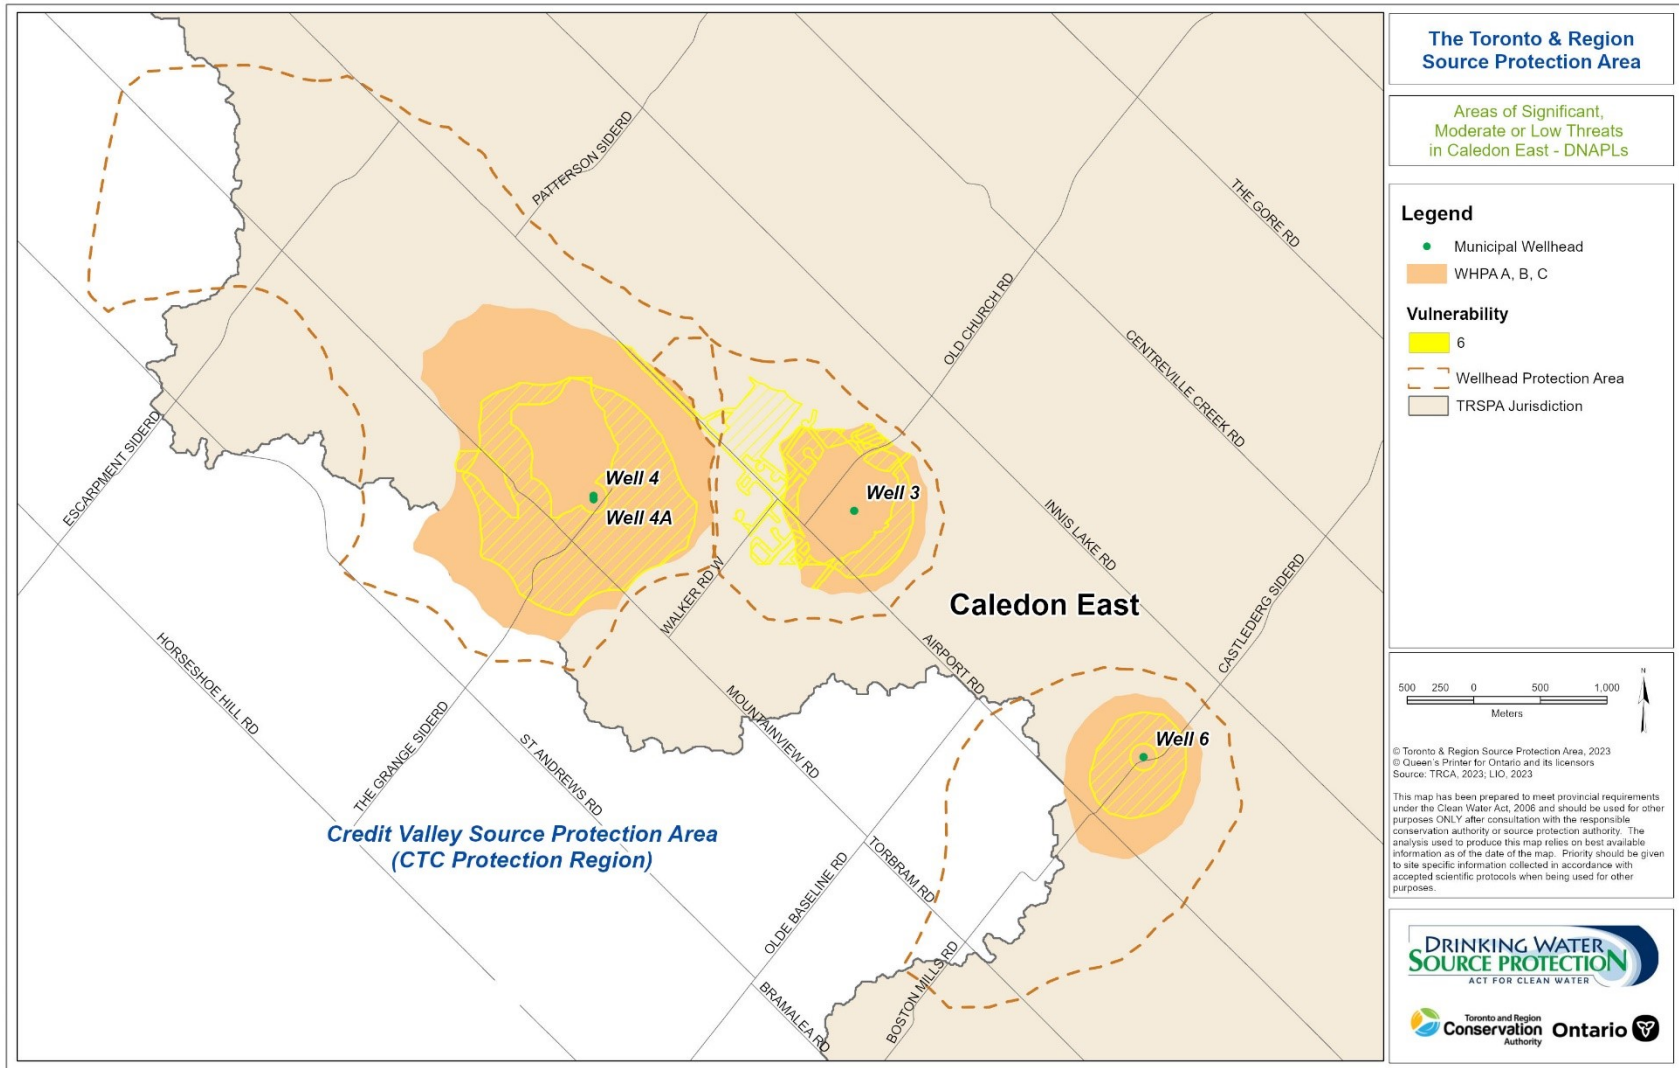 The Toronto & Region
Source Protection Area
Areas of Significant,
Moderate or Low Threats
in Caledon East - DNAPLs
Legend
Municipal Wellhead
WHPA A, B, C
Vulnerability
6
Wellhead Protection Area
TRSPA Jurisdiction
PATTERSON SIDERD
THE GORE RD
OLD CHURCH RD
CENTREVILLE CREEK RD
ESCARPMENT SIDERD
Well 4
Well 4A
Well 3
INNIS LAKE RD
WALKER RD W
Caledon East
CASTLEDERG SIDERD
HORSESHOE HILL RD
AIRPORT RD
MOUNTAINVIEW RD
THE GRANGE SIDERD
ST ANDREWS RD
Well 6
Credit Valley Source Protection Area
(CTC Protection Region)
TORBRAM RD
OLDE BASELINE RD
BOSTON MILLS RD
BRAMALEA RD
500 250 0 500 1,000
Meters
N
© Toronto & Region Source Protection Area, 2023
© Queen's Printer for Ontario and its licensors
Source: TRCA, 2023; LIO, 2023
This map has been prepared to meet provincial requirements
under the Clean Water Act, 2006 and should be used for other
purposes ONLY after consultation with the responsible
conservation authority or source protection authority. The
analysis used to produce this map relies on best available
information as of the date of the map. Priority should be given
to site specific information collected in accordance with
accepted scientific protocols when being used for other
purposes.
DRINKING WATER
SOURCE PROTECTION
ACT FOR CLEAN WATER
Toronto and Region
Conservation
Authority
Ontario